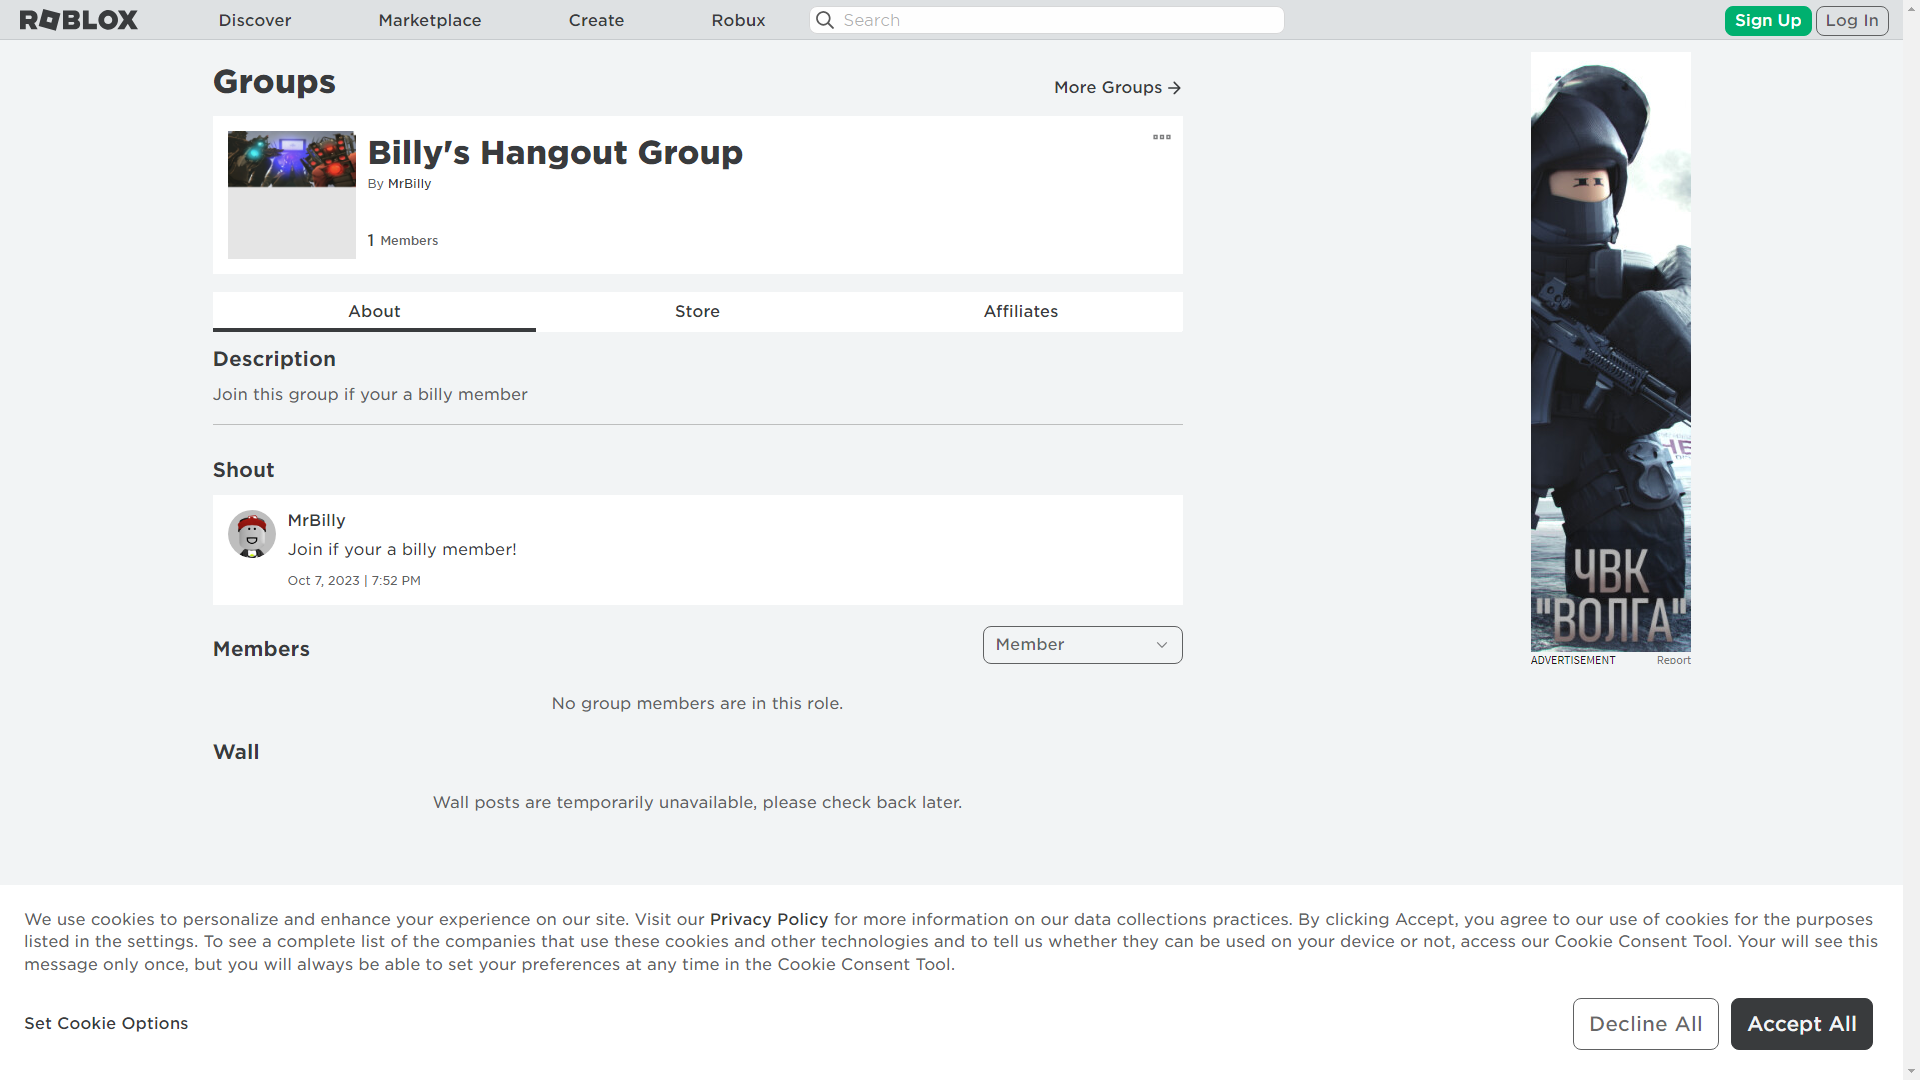 ROBLOX
Discover
Marketplace
Create
Robux
Search
Sign Up
Log In
Groups
More Groups
Billy's Hangout Group
By MrBilly
1 Members
About
Store
Affiliates
Description
Join this group if your a billy member
Shout
MrBilly
Join if your a billy member!
Oct 7, 2023 | 7:52 PM
Members
Member
No group members are in this role.
Wall
Wall posts are temporarily unavailable, please check back later.
ЧВК
"ВОЛГА"
ADVERTISEMENT
Report
We use cookies to personalize and enhance your experience on our site. Visit our Privacy Policy for more information on our data collections practices. By clicking Accept, you agree to our use of cookies for the purposes
listed in the settings. To see a complete list of the companies that use these cookies and other technologies and to tell us whether they can be used on your device or not, access our Cookie Consent Tool. Your will see this
message only once, but you will always be able to set your preferences at any time in the Cookie Consent Tool.
Set Cookie Options
Decline All
Accept All